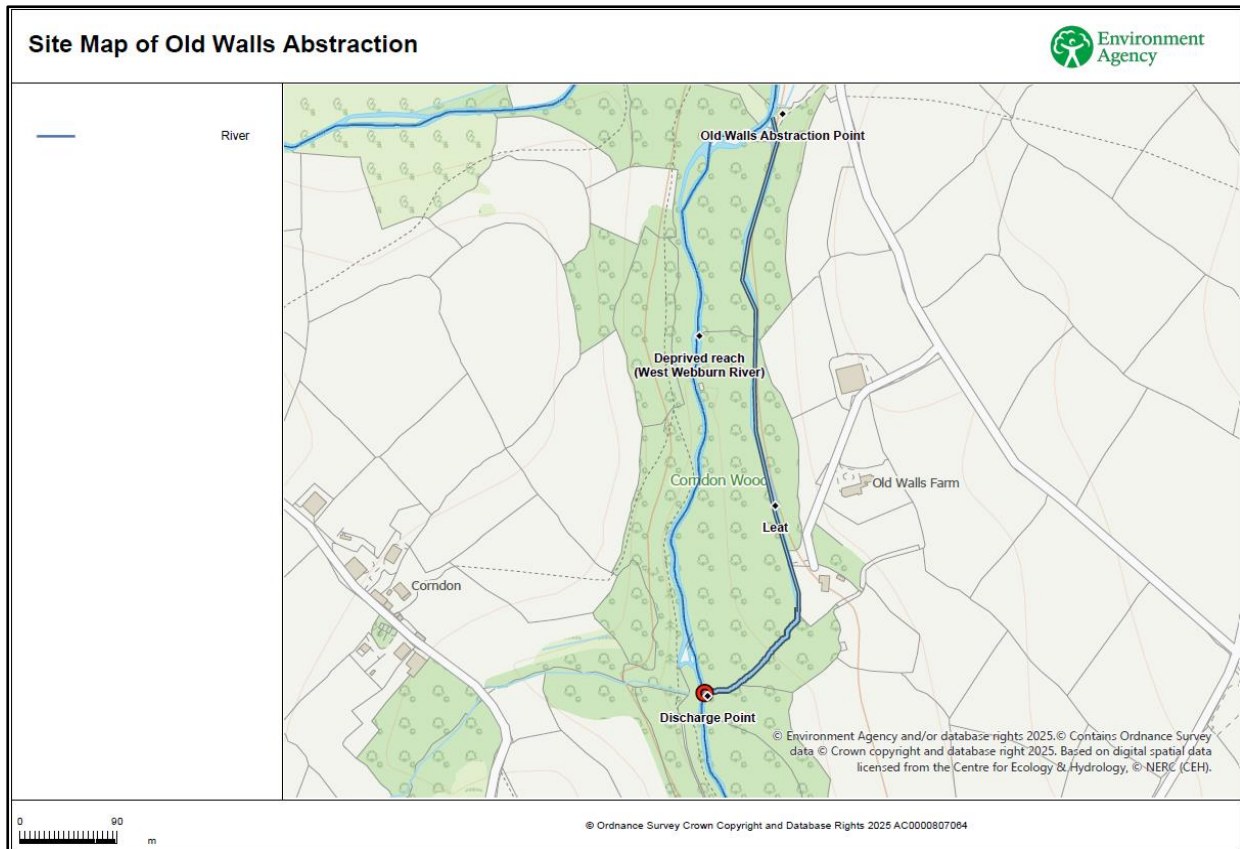 Site Map of Old Walls Abstraction
Environment
Agency
River
Old Walls Abstraction Point
Deprived reach
(West Webburn River)
Corndon Wood
Old Walls Farm
Leat
Corndon
Discharge Point
© Environment Agency and/or database rights 2025.© Contains Ordnance Survey
data © Crown copyright and database right 2025. Based on digital spatial data
licensed from the Centre for Ecology & Hydrology, © NERC (CEH).
0 90
m
© Ordnance Survey Crown Copyright and Database Rights 2025 AC0000807064